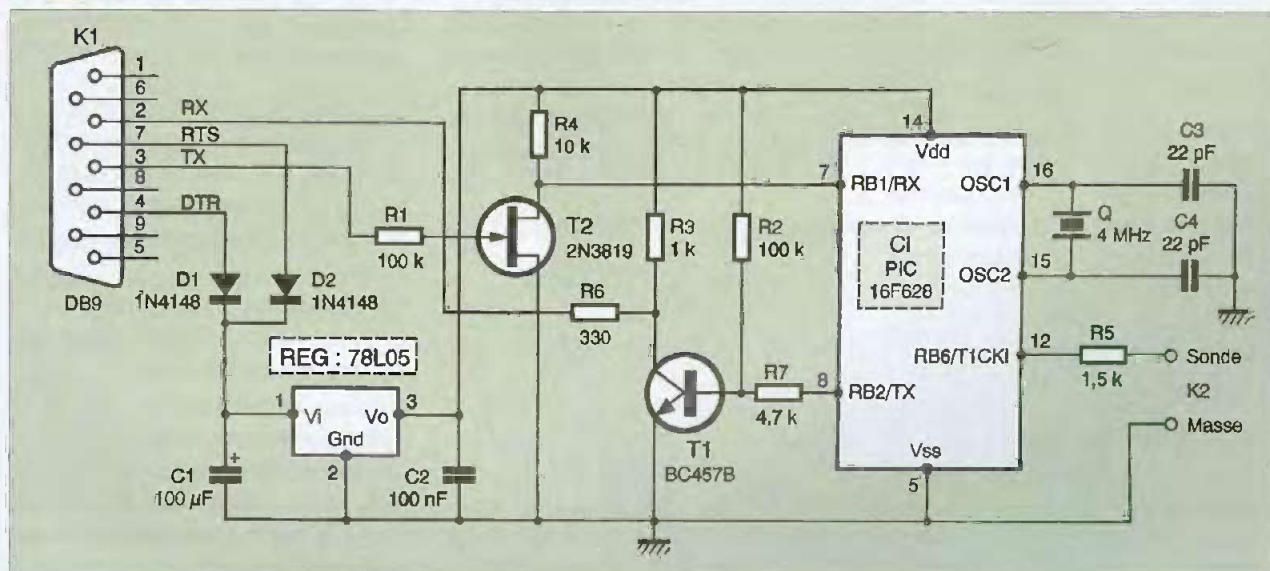 K1
1
6
2
7
3
8
4
9
5
RX
RTS
TX
DTR
DB9
D1
1N4148
D2
1N4148
REG : 78L05
1
Vi
Vo
3
Gnd
2
C1
+
100 µF
C2
100 nF
R1
100 k
R4
10 k
T2
2N3819
R6
330
R3
1 k
R2
100 k
T1
BC457B
R7
4,7 k
14
Vdd
7
RB1/RX
OSC1
16
CI
PIC
16F628
OSC2
15
RB6/T1CKI
12
8
RB2/TX
Vss
5
C3
22 pF
Q
4 MHz
C4
22 pF
R5
1,5 k
Sonde
K2
Masse